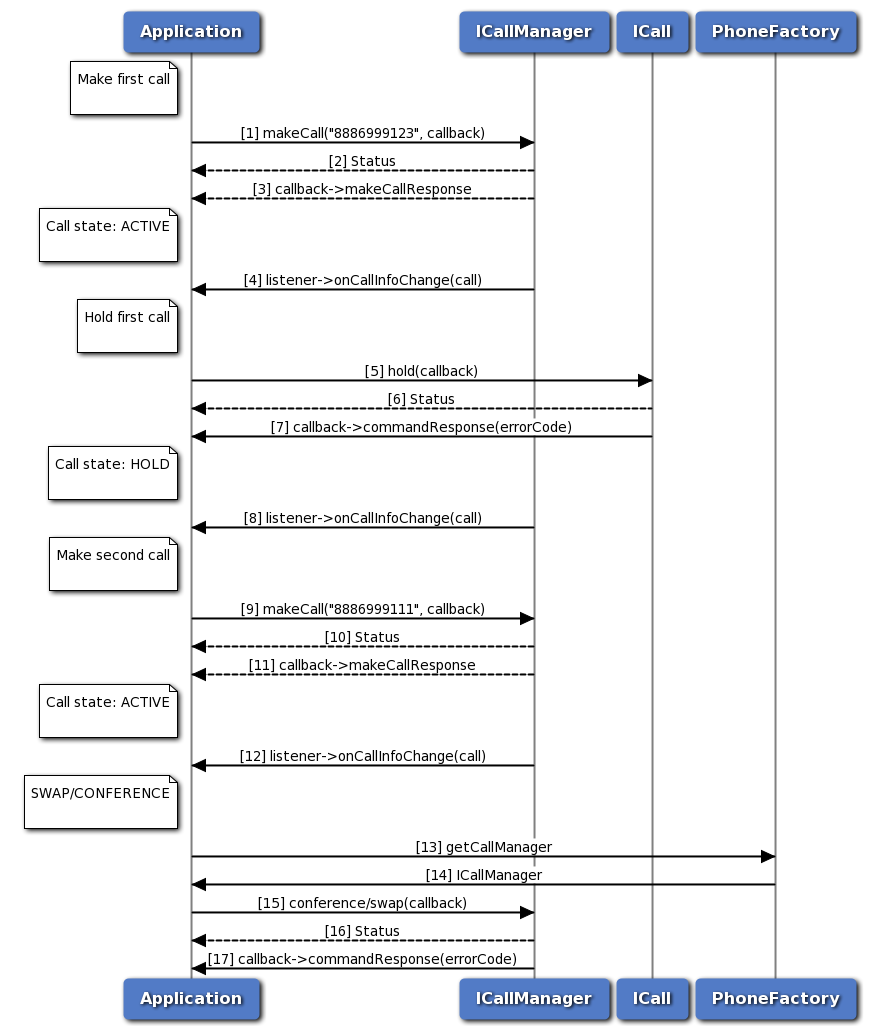 Application ICallManager ICall PhoneFactory
Make first call
[1] makeCall("8886999123", callback)
[2] Status
[3] callback->makeCallResponse
Call state: ACTIVE
[4] listener->onCallInfoChange(call)
Hold first call
[5] hold(callback)
[6] Status
[7] callback->commandResponse(errorCode)
Call state: HOLD
[8] listener->onCallInfoChange(call)
Make second call
[9] makeCall("8886999111", callback)
[10] Status
[11] callback->makeCallResponse
Call state: ACTIVE
[12] listener->onCallInfoChange(call)
SWAP/CONFERENCE
[13] getCallManager
[14] ICallManager
[15] conference/swap(callback)
[16] Status
[17] callback->commandResponse(errorCode)
Application ICallManager ICall PhoneFactory